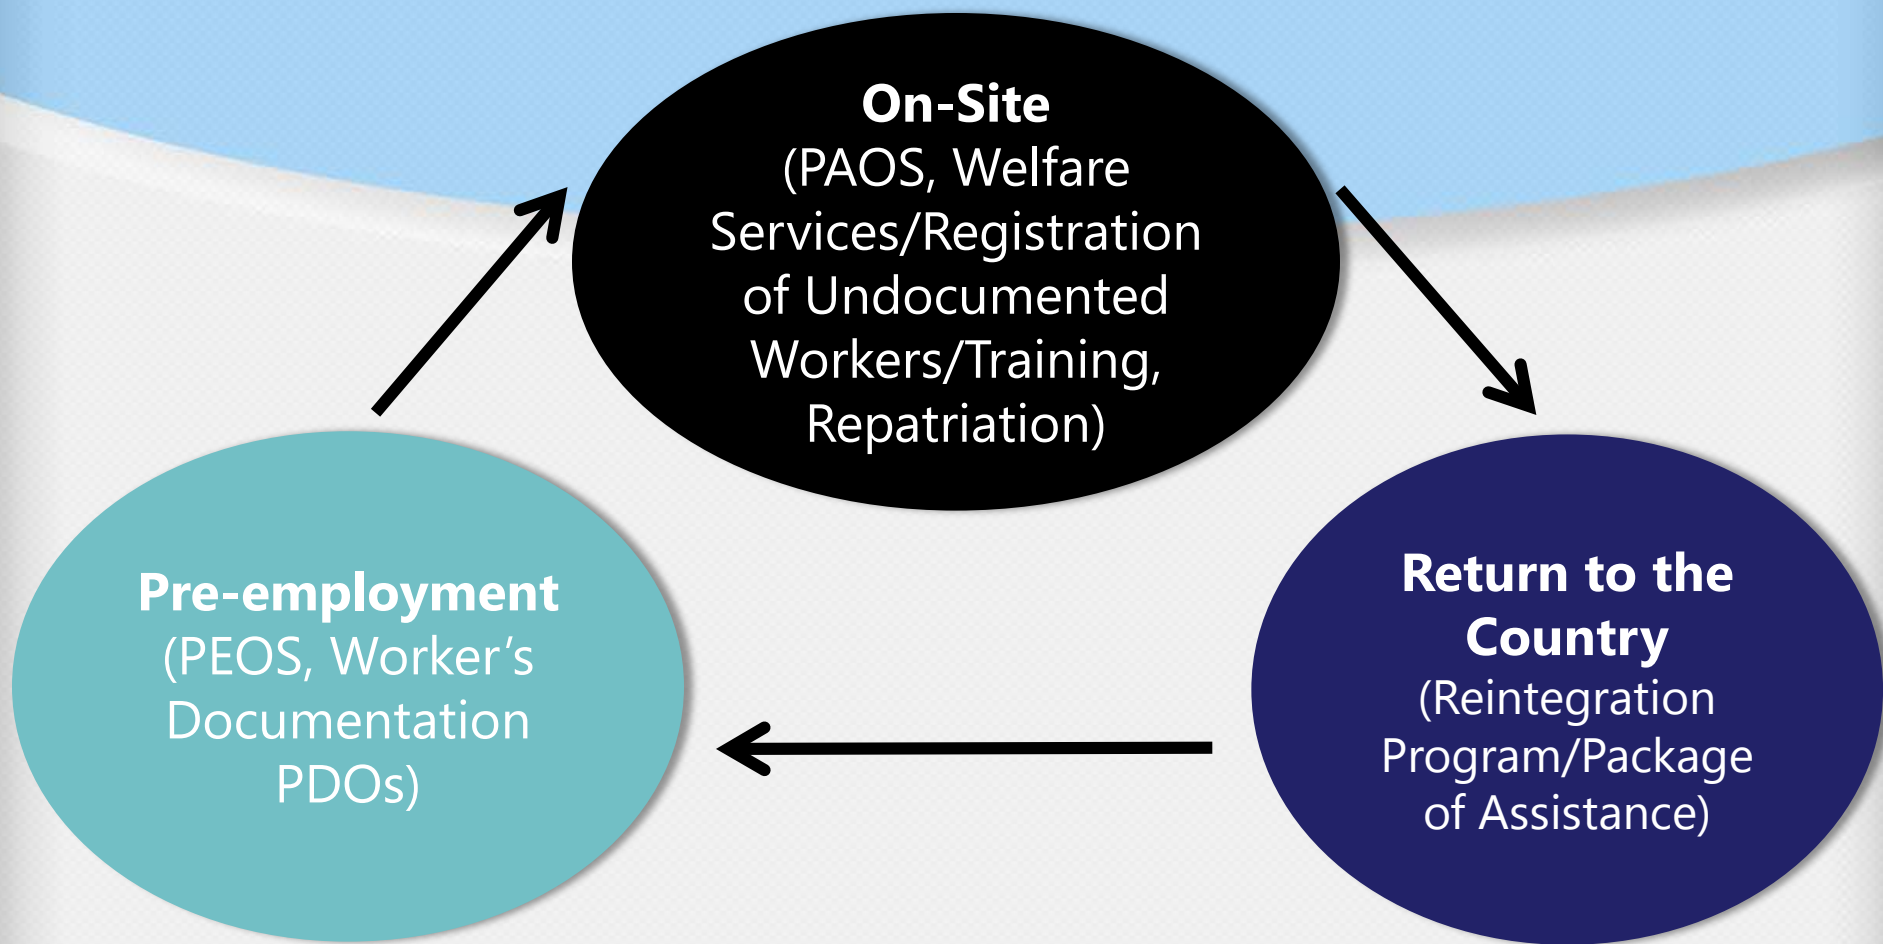 On-Site
(PAOS, Welfare
Services/Registration
of Undocumented
Workers/Training,
Repatriation)
Pre-employment
(PEOS, Worker’s
Documentation
PDOs)
Return to the
Country
(Reintegration
Program/Package
of Assistance)